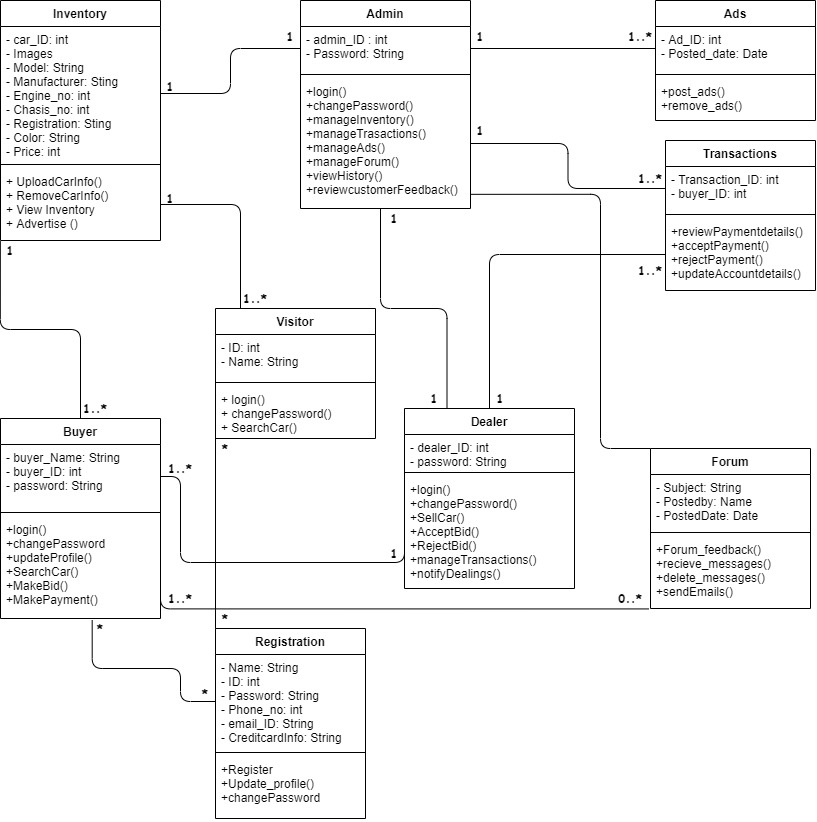 Inventory
- car_ID: int
- Images
- Model: String
- Manufacturer: Sting
- Engine_no: int
- Chasis_no: int
- Registration: Sting
- Color: String
- Price: int
+ UploadCarInfo()
+ RemoveCarInfo()
+ View Inventory
+ Advertise ()
1
1
1
1
Admin
- admin_ID : int
- Password: String
+login()
+changePassword()
+manageInventory()
+manageTrasactions()
+manageAds()
+manageForum()
+viewHistory()
+reviewcustomerFeedback()
1
1
1
1..*
Ads
- Ad_ID: int
- Posted_date: Date
+post_ads()
+remove_ads()
1..*
Transactions
- Transaction_ID: int
- buyer_ID: int
+reviewPaymentdetails()
+acceptPayment()
+rejectPayment()
+updateAccountdetails()
1..*
1..*
Visitor
- ID: int
- Name: String
+ login()
+ changePassword()
+ SearchCar()
*
1..*
Buyer
- buyer_Name: String
- buyer_ID: int
- password: String
+login()
+changePassword
+updateProfile()
+SearchCar()
+MakeBid()
+MakePayment()
1..*
1..*
*
1
1
1
Dealer
- dealer_ID: int
- password: String
+login()
+changePassword()
+SellCar()
+AcceptBid()
+RejectBid()
+manageTransactions()
+notifyDealings()
Forum
- Subject: String
- Postedby: Name
- PostedDate: Date
+Forum_feedback()
+recieve_messages()
+delete_messages()
+sendEmails()
0..*
*
*
Registration
- Name: String
- ID: int
- Password: String
- Phone_no: int
- email_ID: String
- CreditcardInfo: String
+Register
+Update_profile()
+changePassword